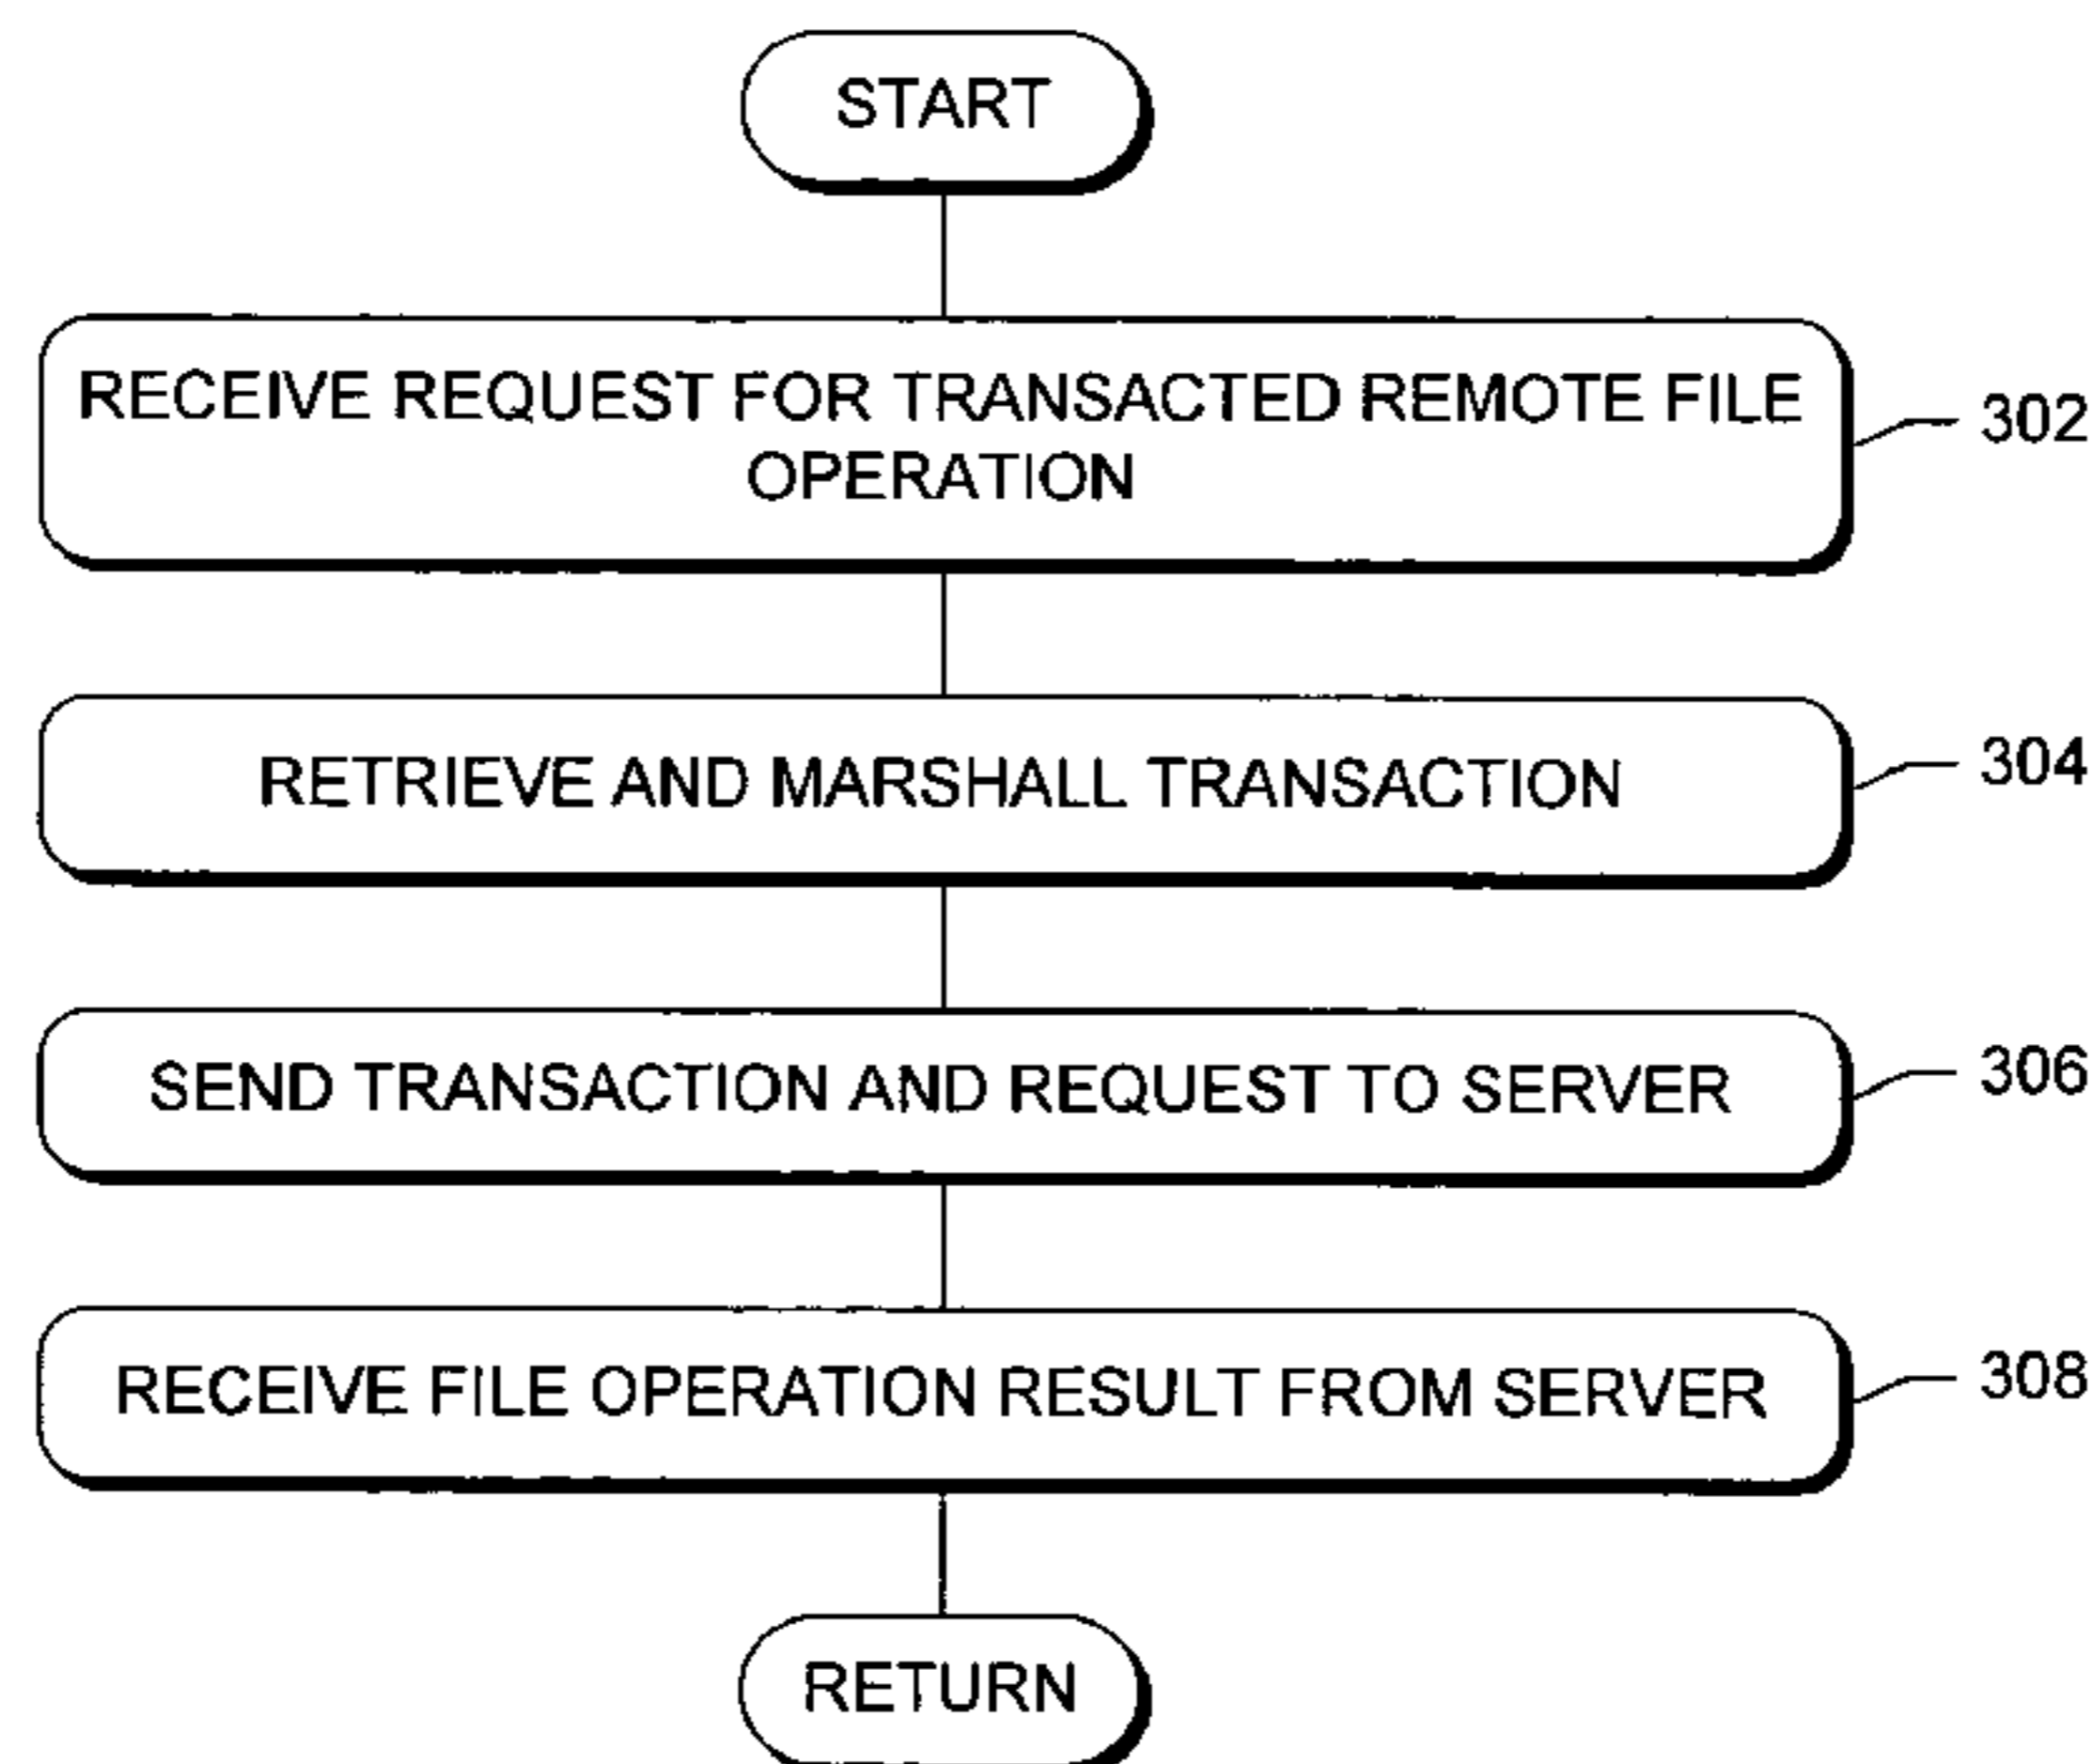 START
RECEIVE REQUEST FOR TRANSACTED REMOTE FILE
OPERATION
302
RETRIEVE AND MARSHALL TRANSACTION
304
SEND TRANSACTION AND REQUEST TO SERVER
306
RECEIVE FILE OPERATION RESULT FROM SERVER
308
RETURN